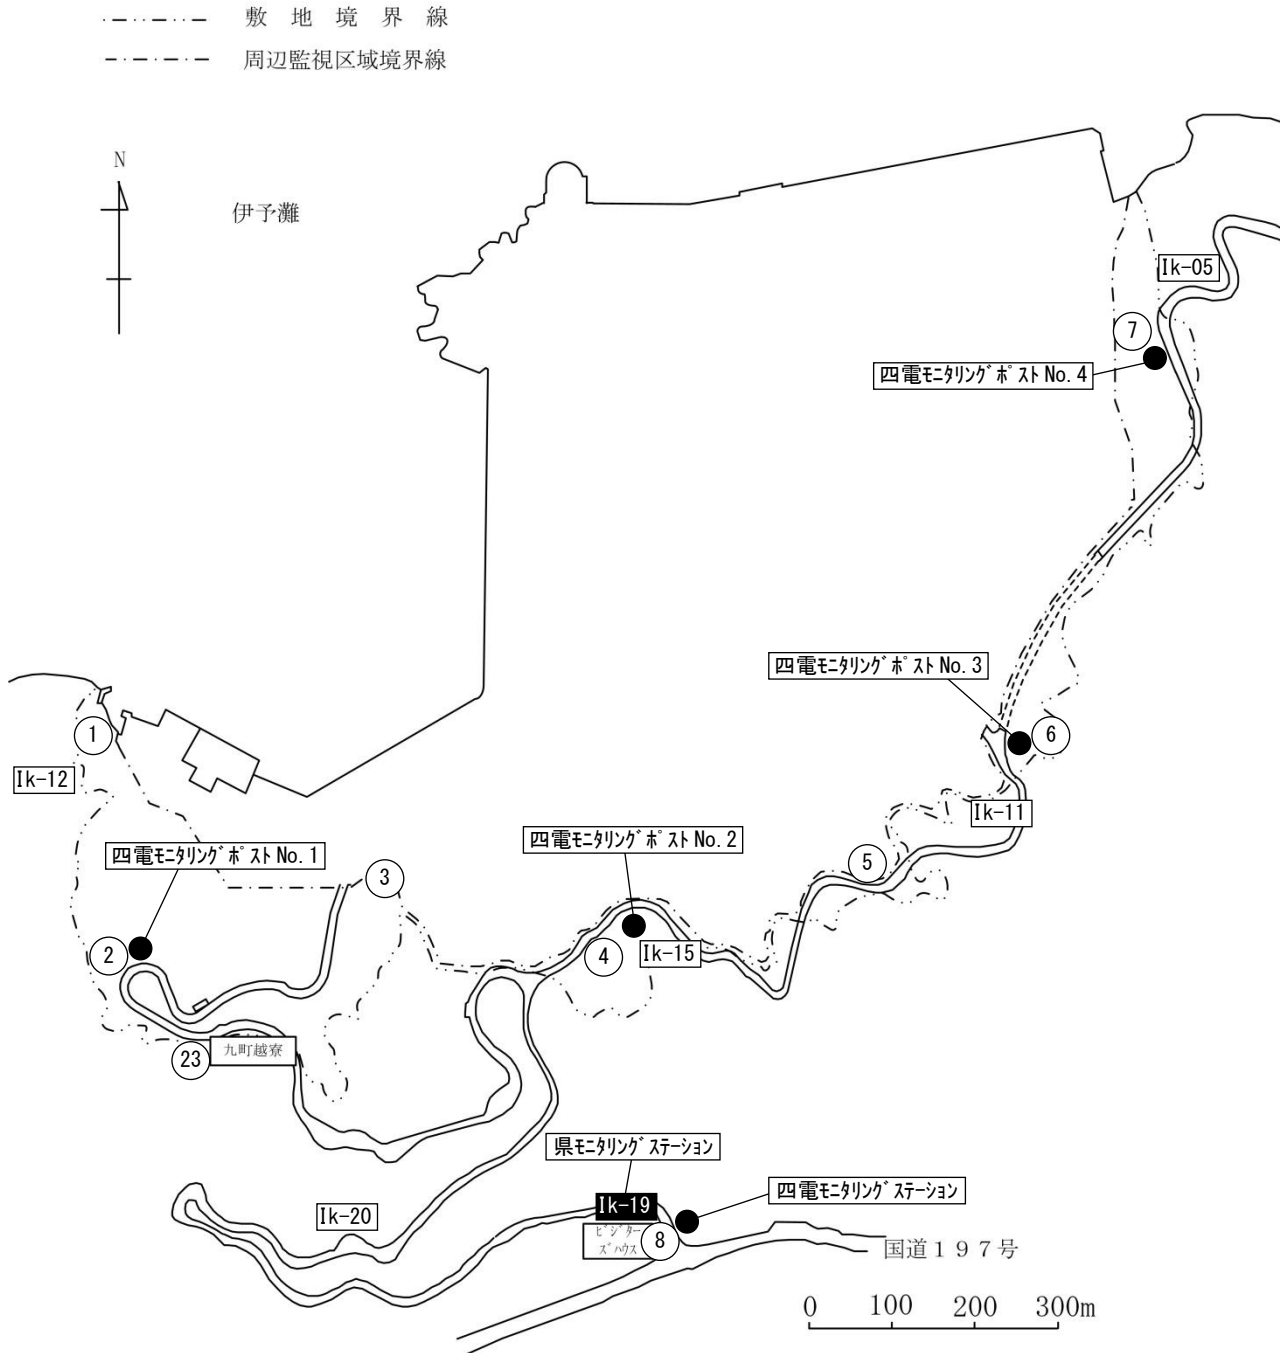 敷地境界線
周辺監視区域境界線
N
伊予灘
Ik-05
7
四電モニタリングポスト No. 4
四電モニタリングポスト No. 3
1
6
Ik-12
Ik-11
四電モニタリングポスト No. 1
四電モニタリングポスト No. 2
3
5
2
4
Ik-15
23
九町越寮
県モニタリングステーション
四電モニタリングステーション
Ik-20
Ik-19
ビジターズハウス
8
国道197号
0 100 200 300m